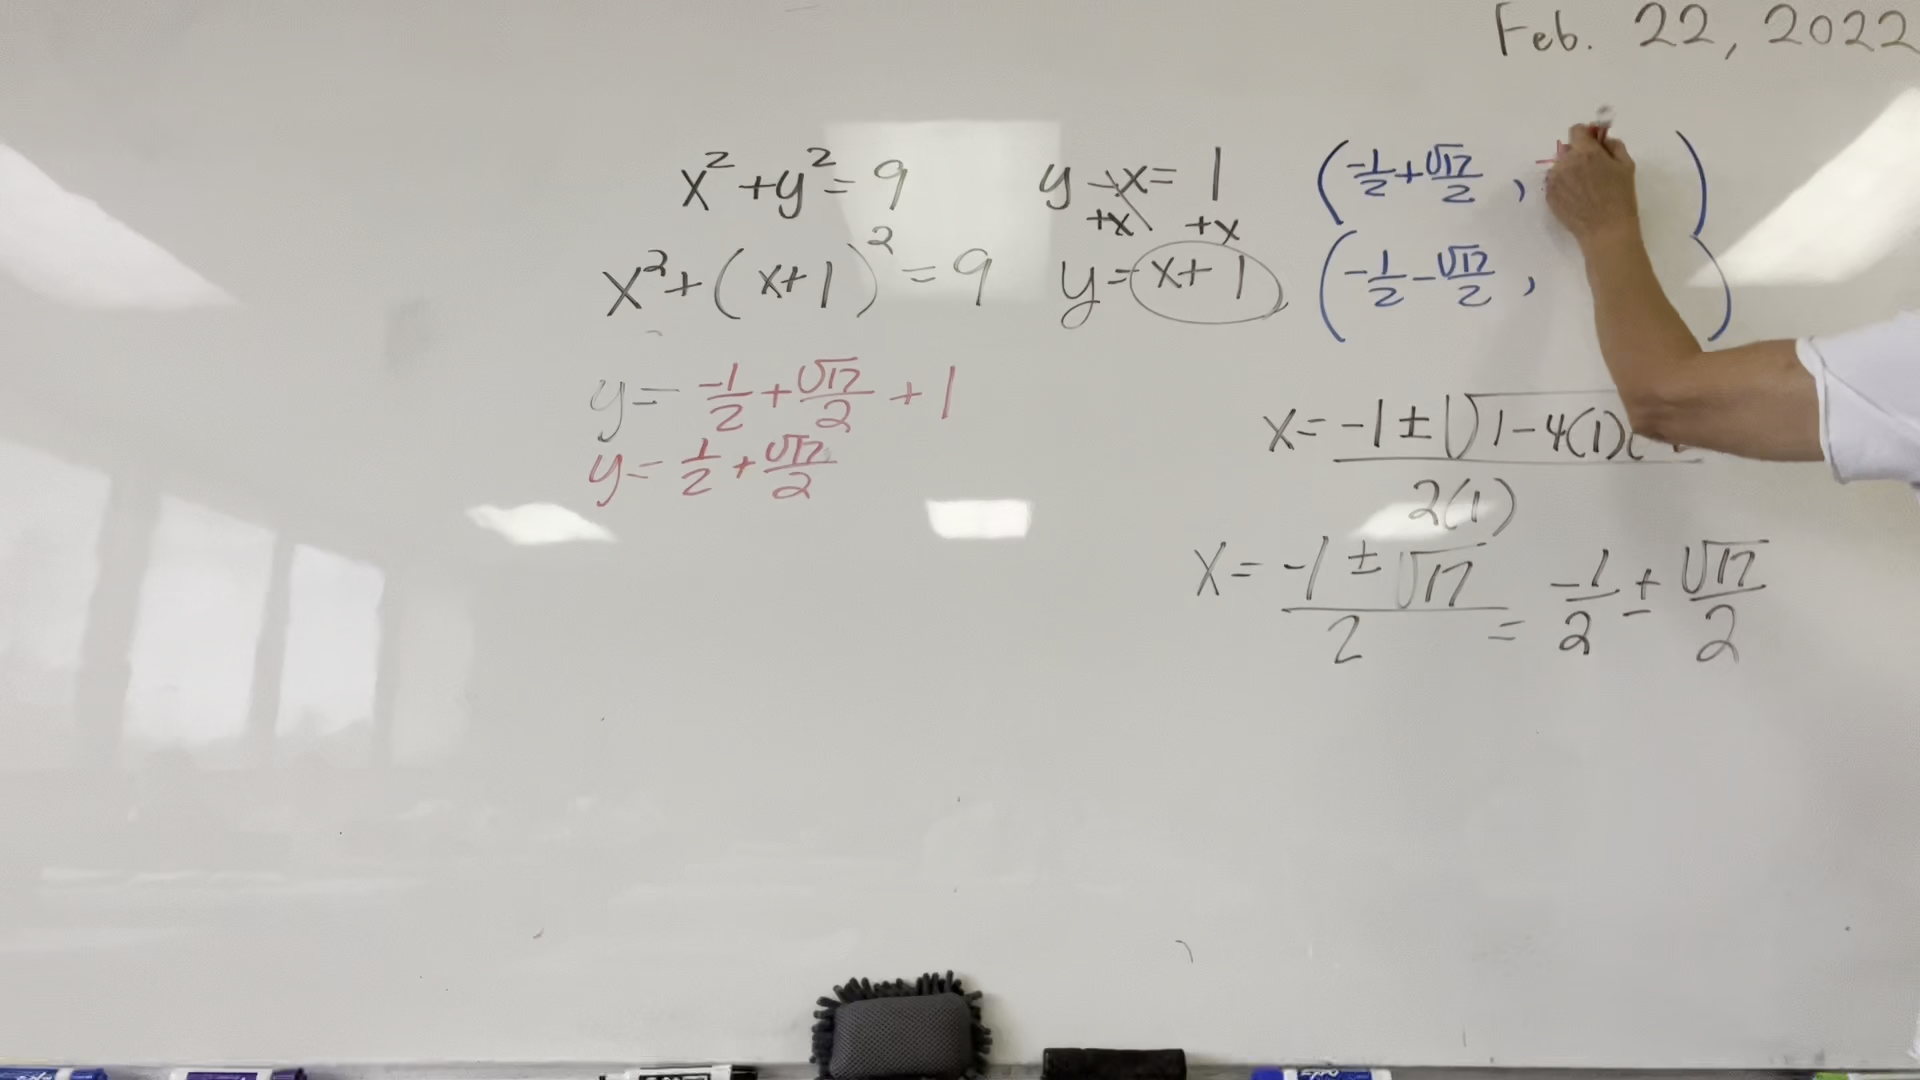 Feb. 22, 2022
x² + y² = 9
y - x = 1
+x +x
x² + (x + 1)² = 9
y = x + 1
(-1/2 + √17/2 ,
)
(-1/2 - √17/2 , )
y = -1/2 + √17/2 + 1
y = 1/2 + √17/2
x = -1 ± √1 - 4(1)( / 2(1)
x = -1 ± √17 / 2 = -1/2 ± √17/2